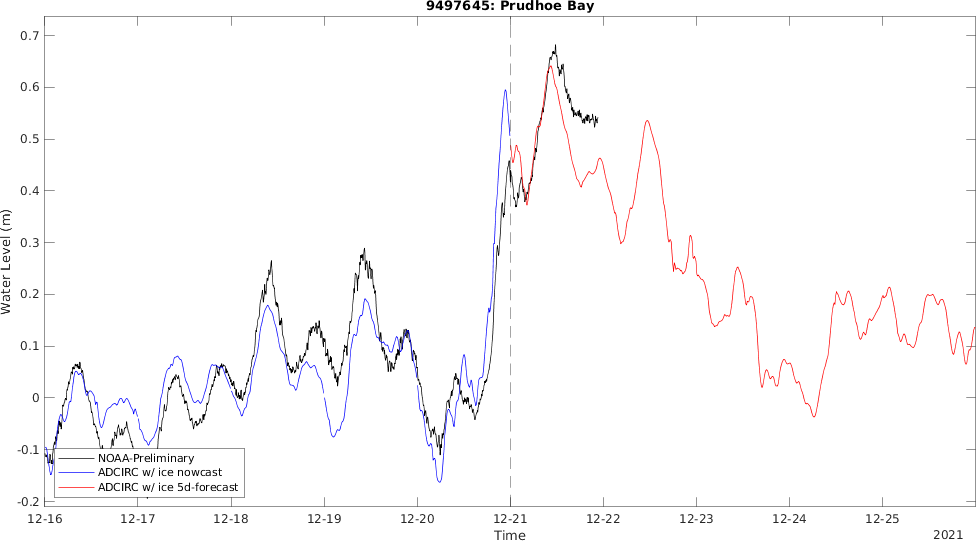 9497645: Prudhoe Bay
Water Level (m)
0.7
0.6
0.5
0.4
0.3
0.2
0.1
0
-0.1
-0.2
NOAA-Preliminary
ADCIRC w/ ice nowcast
ADCIRC w/ ice 5d-forecast
12-16 12-17 12-18 12-19 12-20 12-21 12-22 12-23 12-24 12-25
Time
2021